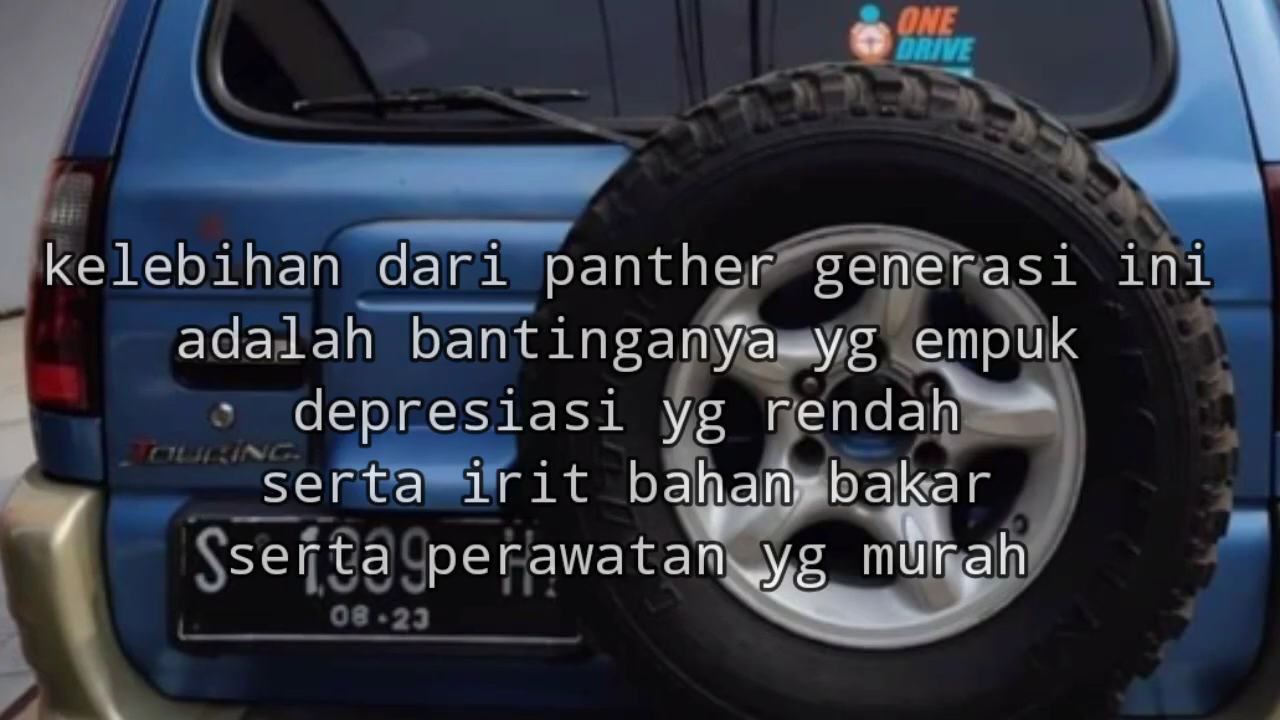 ONE
DRIVE
kelebihan dari panther generasi ini
adalah bantinganya yg empuk
depresiasi yg rendah
serta irit bahan bakar
serta perawatan yg murah
TOURING
S
08·23